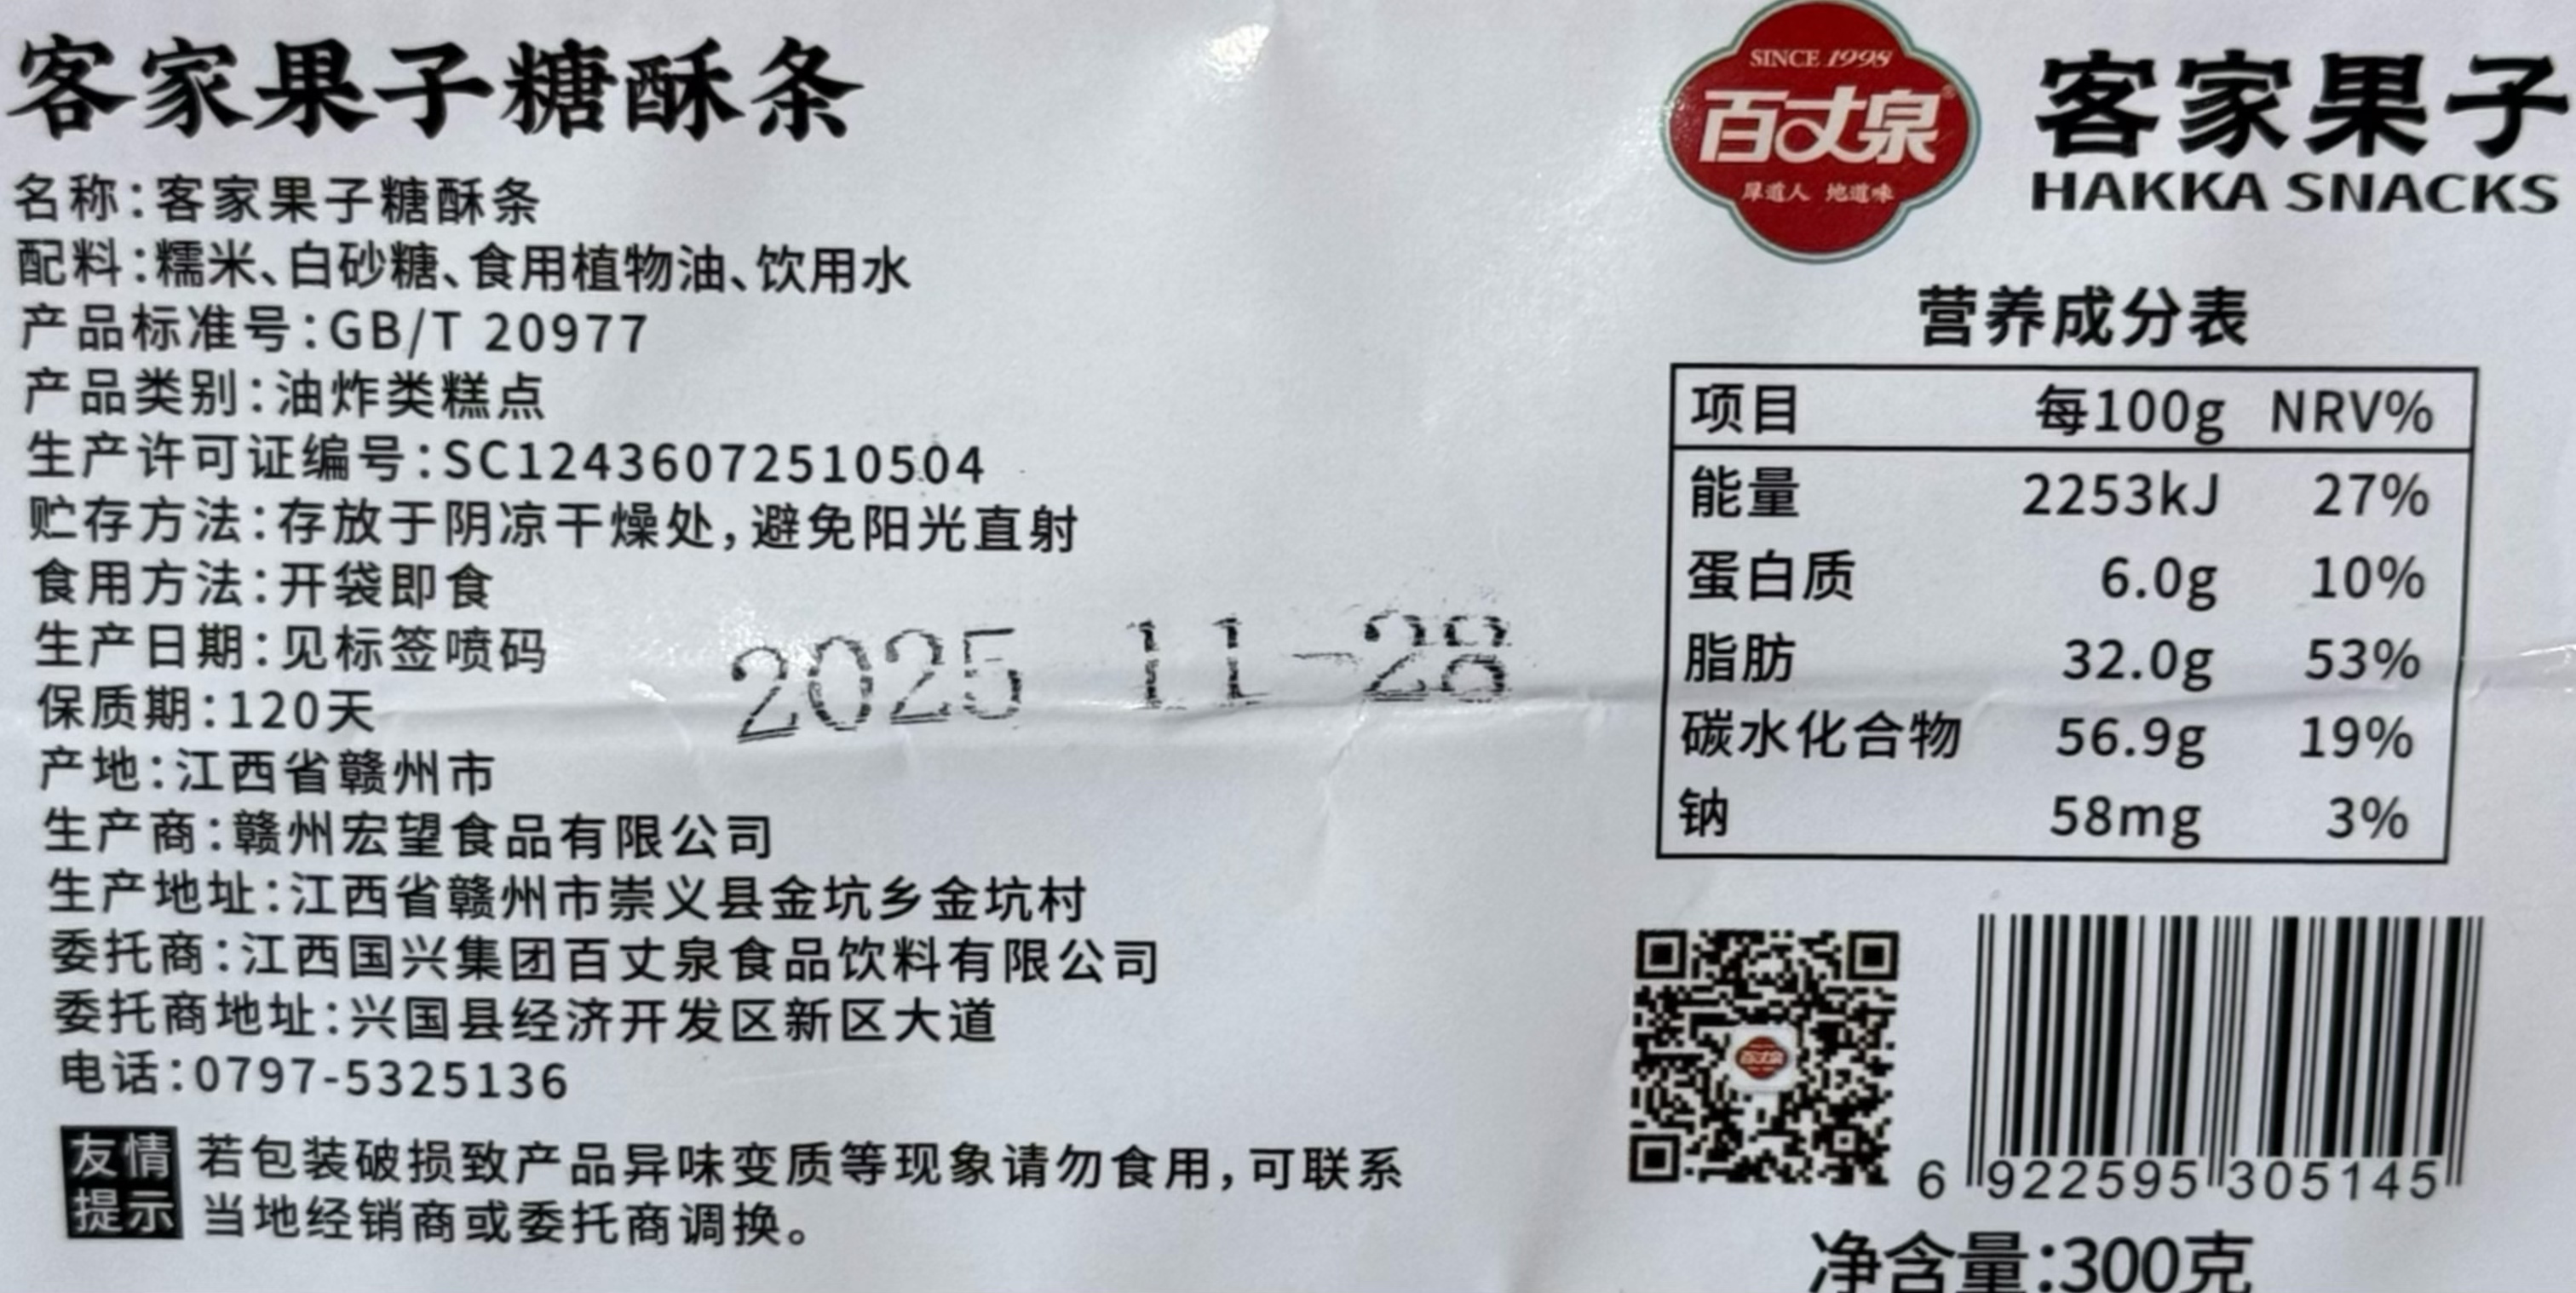 客家果子糖酥条
名称:客家果子糖酥条
配料:糯米、白砂糖、食用植物油、饮用水
产品标准号:GB/T 20977
产品类别:油炸类糕点
生产许可证编号:SC12436072510504
贮存方法:存放于阴凉干燥处,避免阳光直射
食用方法:开袋即食
生产日期:见标签喷码
2025 11-28
保质期:120天
产地:江西省赣州市
生产商:赣州宏望食品有限公司
生产地址:江西省赣州市崇义县金坑乡金坑村
委托商:江西国兴集团百丈泉食品饮料有限公司
委托商地址:兴国县经济开发区新区大道
电话:0797-5325136
友情提示
若包装破损致产品异味变质等现象请勿食用,可联系
当地经销商或委托商调换。
SINCE 1998
百丈泉®
厚道人 地道味
客家果子
HAKKA SNACKS
营养成分表
项目 每100g NRV%
能量 2253kJ 27%
蛋白质 6.0g 10%
脂肪 32.0g 53%
碳水化合物 56.9g 19%
钠 58mg 3%
百丈泉
6 922595 305145
净含量:300克